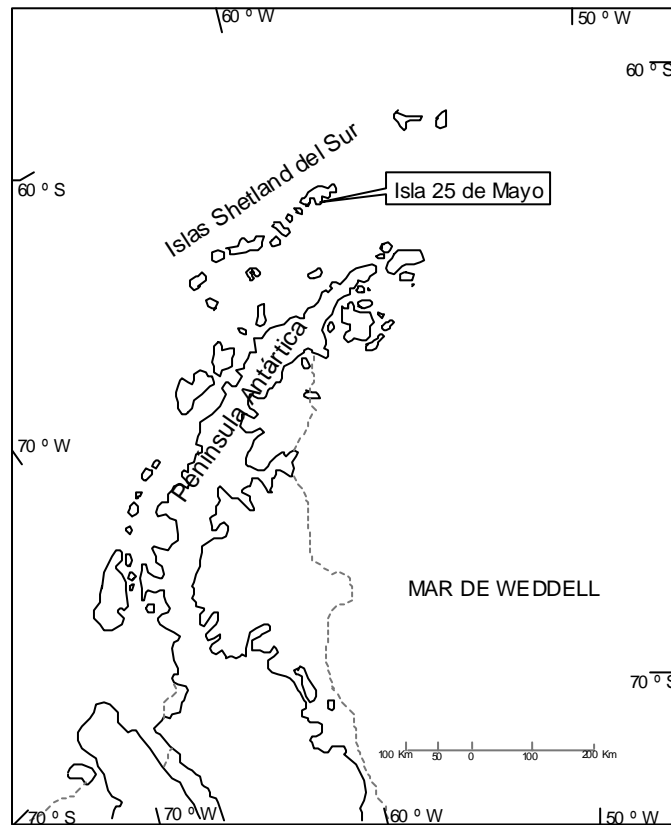 60 º W
50 º W
60 º S
Islas Shetland del Sur
60 º S
Isla 25 de Mayo
Península Antártica
70 º W
MAR DE WEDDELL
70 º S
100 Km 50 0 100 200 Km
70 º S
70 º W
60 º W
50 º W